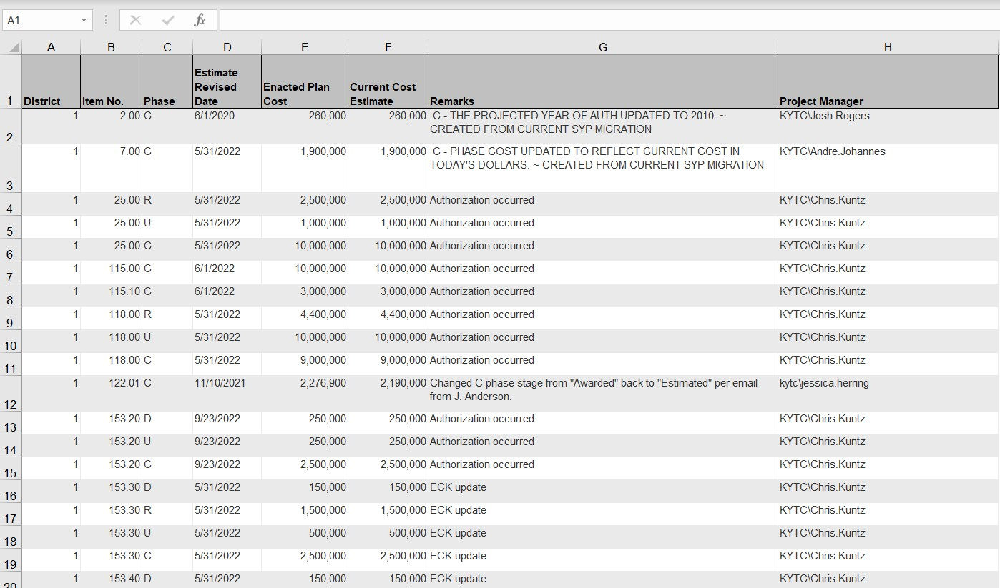 A1 fx
A B C D E F G H
1 District Item No. Phase Estimate Revised Date Enacted Plan Cost Current Cost Estimate Remarks Project Manager
2 1 2.00 C 6/1/2020 260,000 260,000 C - THE PROJECTED YEAR OF AUTH UPDATED TO 2010. ~ CREATED FROM CURRENT SYP MIGRATION KYTC\Josh.Rogers
3 1 7.00 C 5/31/2022 1,900,000 1,900,000 C - PHASE COST UPDATED TO REFLECT CURRENT COST IN TODAY'S DOLLARS. ~ CREATED FROM CURRENT SYP MIGRATION KYTC\Andre.Johannes
4 1 25.00 R 5/31/2022 2,500,000 2,500,000 Authorization occurred KYTC\Chris.Kuntz
5 1 25.00 U 5/31/2022 1,000,000 1,000,000 Authorization occurred KYTC\Chris.Kuntz
6 1 25.00 C 5/31/2022 10,000,000 10,000,000 Authorization occurred KYTC\Chris.Kuntz
7 1 115.00 C 6/1/2022 10,000,000 10,000,000 Authorization occurred KYTC\Chris.Kuntz
8 1 115.10 C 6/1/2022 3,000,000 3,000,000 Authorization occurred KYTC\Chris.Kuntz
9 1 118.00 R 5/31/2022 4,400,000 4,400,000 Authorization occurred KYTC\Chris.Kuntz
10 1 118.00 U 5/31/2022 10,000,000 10,000,000 Authorization occurred KYTC\Chris.Kuntz
11 1 118.00 C 5/31/2022 9,000,000 9,000,000 Authorization occurred KYTC\Chris.Kuntz
12 1 122.01 C 11/10/2021 2,276,900 2,190,000 Changed C phase stage from "Awarded" back to "Estimated" per email from J. Anderson. kytc\jessica.herring
13 1 153.20 D 9/23/2022 250,000 250,000 Authorization occurred KYTC\Chris.Kuntz
14 1 153.20 U 9/23/2022 250,000 250,000 Authorization occurred KYTC\Chris.Kuntz
15 1 153.20 C 9/23/2022 2,500,000 2,500,000 Authorization occurred KYTC\Chris.Kuntz
16 1 153.30 D 5/31/2022 150,000 150,000 ECK update KYTC\Chris.Kuntz
17 1 153.30 R 5/31/2022 1,500,000 1,500,000 ECK update KYTC\Chris.Kuntz
18 1 153.30 U 5/31/2022 500,000 500,000 ECK update KYTC\Chris.Kuntz
19 1 153.30 C 5/31/2022 2,500,000 2,500,000 ECK update KYTC\Chris.Kuntz
20 1 153.40 D 5/31/2022 150,000 150,000 ECK update KYTC\Chris.Kuntz